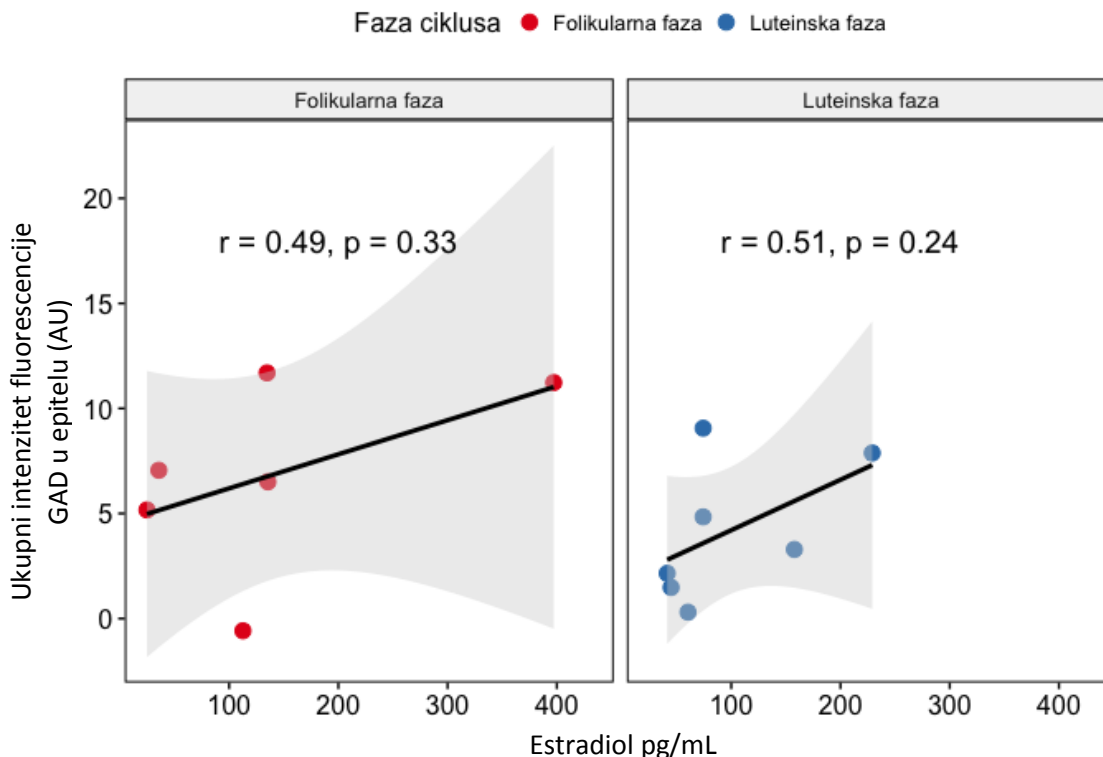 Faza ciklusa Folikularna faza Luteinska faza
Folikularna faza
Luteinska faza
Ukupni intenzitet fluorescencije
GAD u epitelu (AU)
20
15
10
5
0
r = 0.49, p = 0.33
r = 0.51, p = 0.24
100 200 300 400
100 200 300 400
Estradiol pg/mL